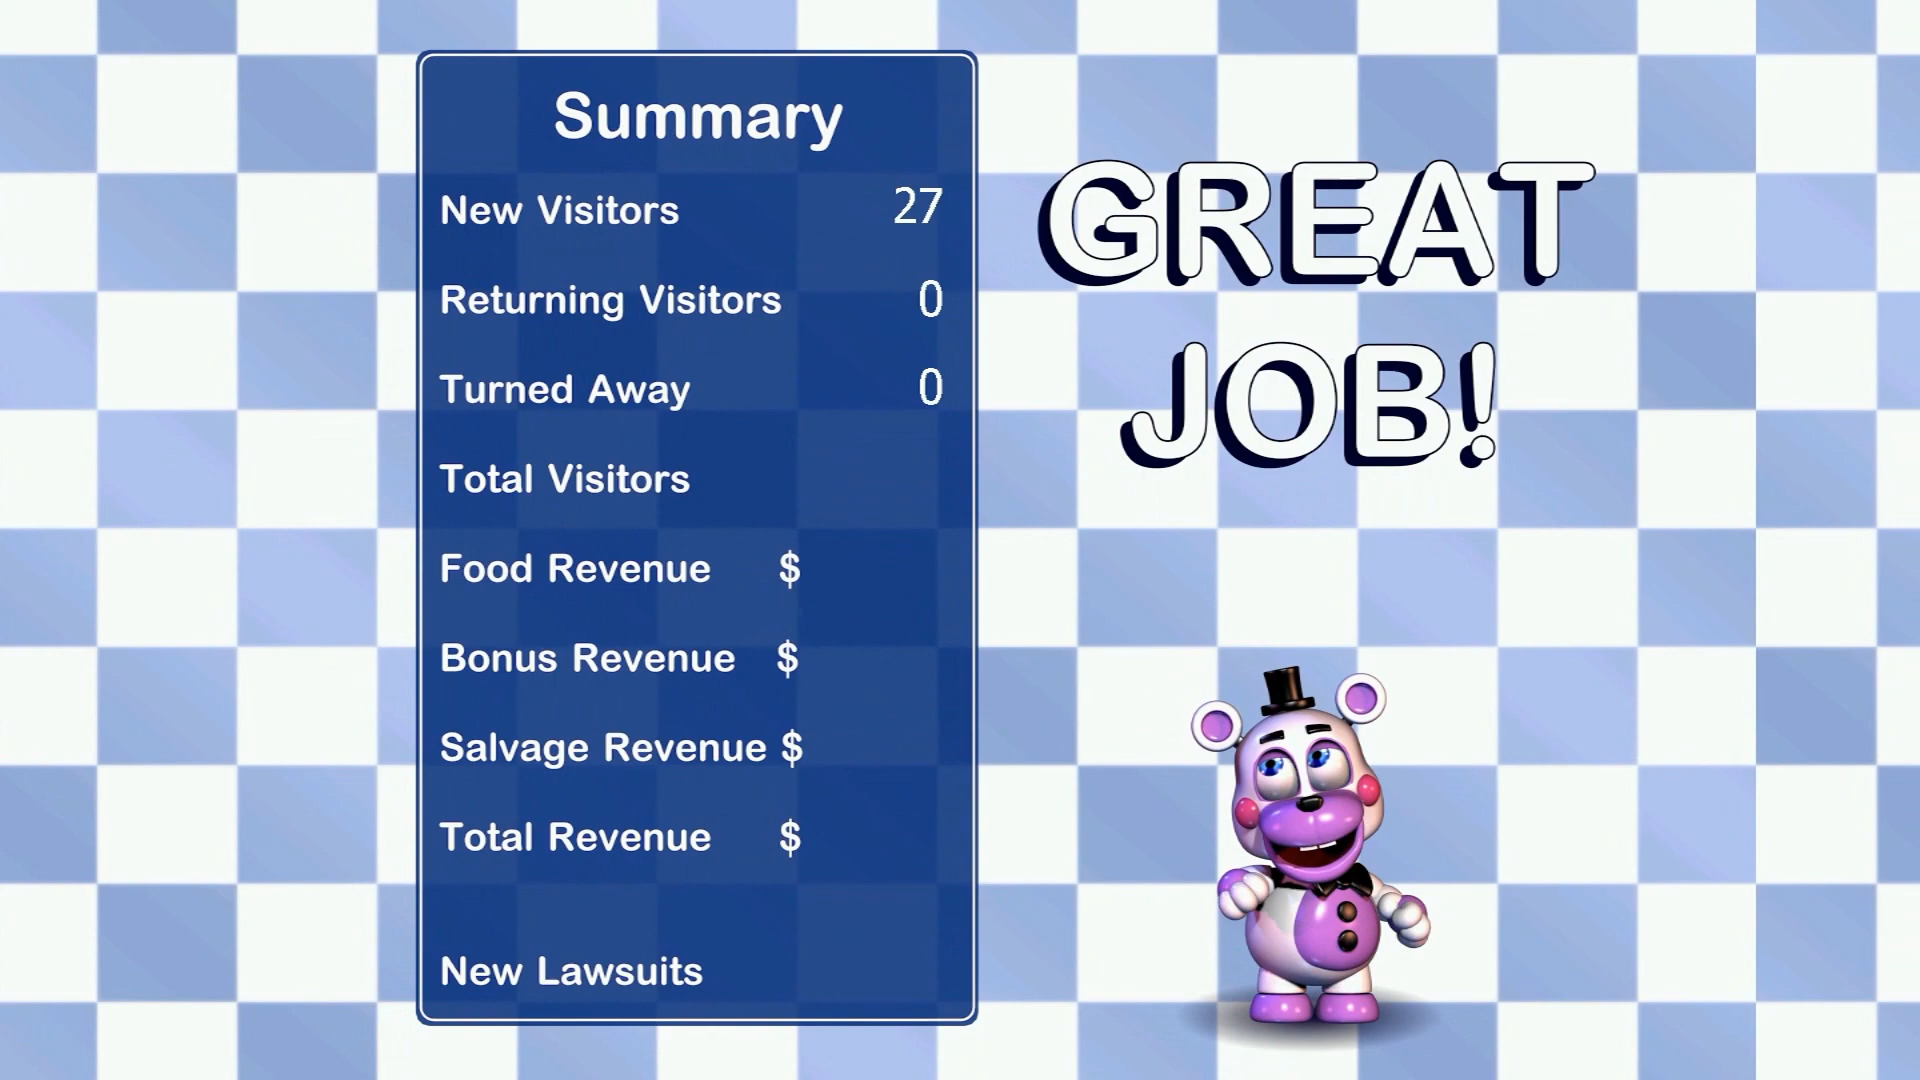 Summary
New Visitors 27
Returning Visitors 0
Turned Away 0
Total Visitors
Food Revenue $
Bonus Revenue $
Salvage Revenue $
Total Revenue $
New Lawsuits
GREAT
JOB!